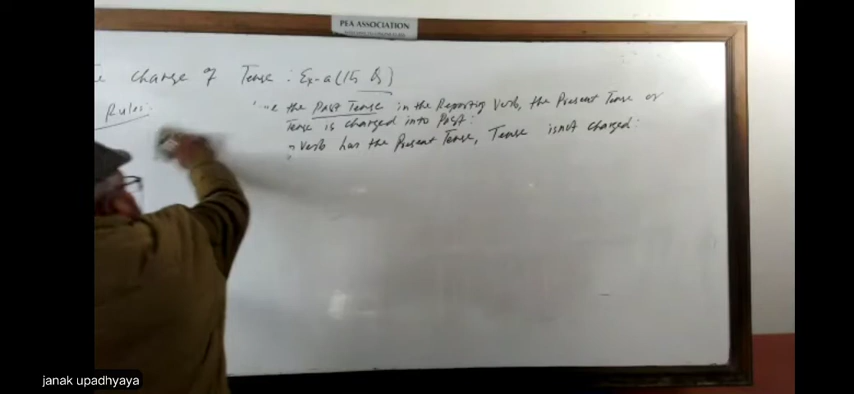 PEA ASSOCIATION
change of Tense : Ex-a (15 Qs)
Rules:
the Past Tense in the Reporting Verb, the Present Tense or
Tense is changed into Past.
Verb has the Present Tense, Tense is not changed.
janak upadhyaya